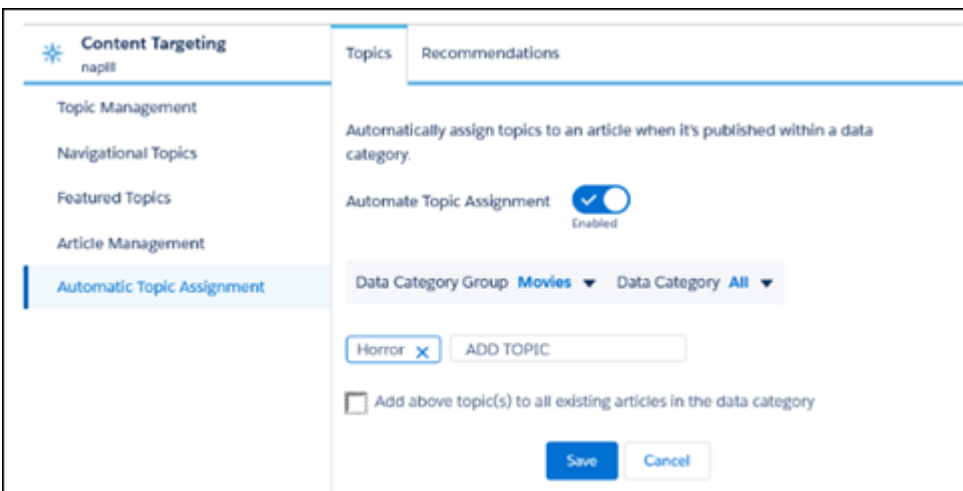 Content Targeting
napIII
Topic Management
Navigational Topics
Featured Topics
Article Management
Automatic Topic Assignment
Topics
Recommendations
Automatically assign topics to an article when it's published within a data
category.
Automate Topic Assignment
Enabled
Data Category Group Movies Data Category All
Horror X ADD TOPIC
Add above topic(s) to all existing articles in the data category
Save Cancel